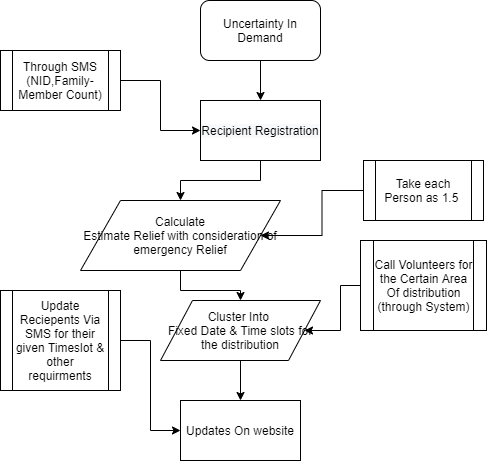 Uncertainty In
Demand
Through SMS
(NID,Family-
Member Count)
Recipient Registration
Take each
Person as 1.5
Calculate
Estimate Relief with consideration of
emergency Relief
Call Volunteers for
the Certain Area
Of distribution
(through System)
Cluster Into
Fixed Date & Time slots for
the distribution
Update
Reciepents Via
SMS for their
given Timeslot &
other
requirments
Updates On website